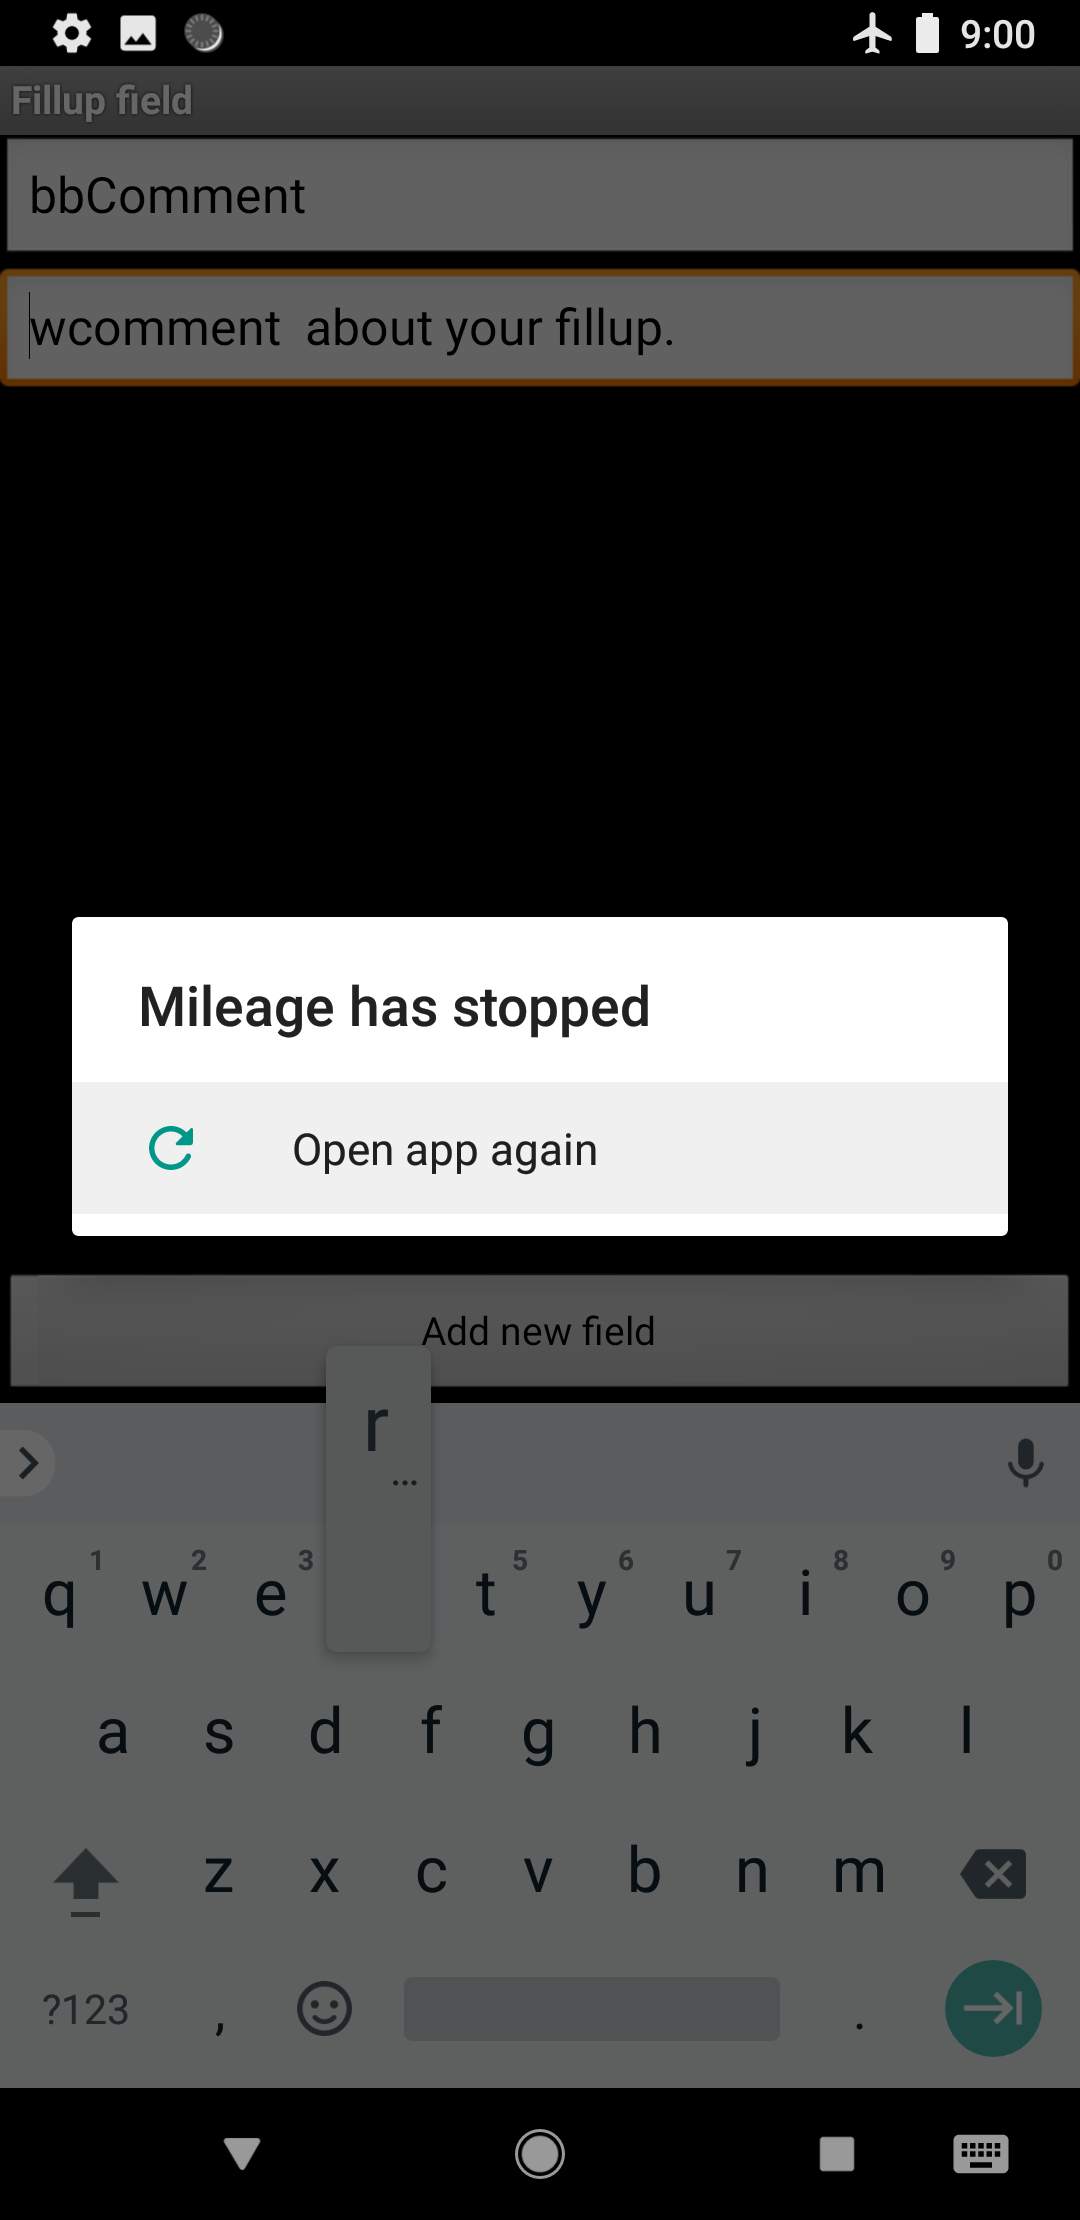 9:00
Fillup field
bbComment
wcomment  about your fillup.
Mileage has stopped
Open app again
Add new field
r
...
1 2 3 5 6 7 8 9 0
q w e t y u i o p
a s d f g h j k l
z x c v b n m
?123 , .